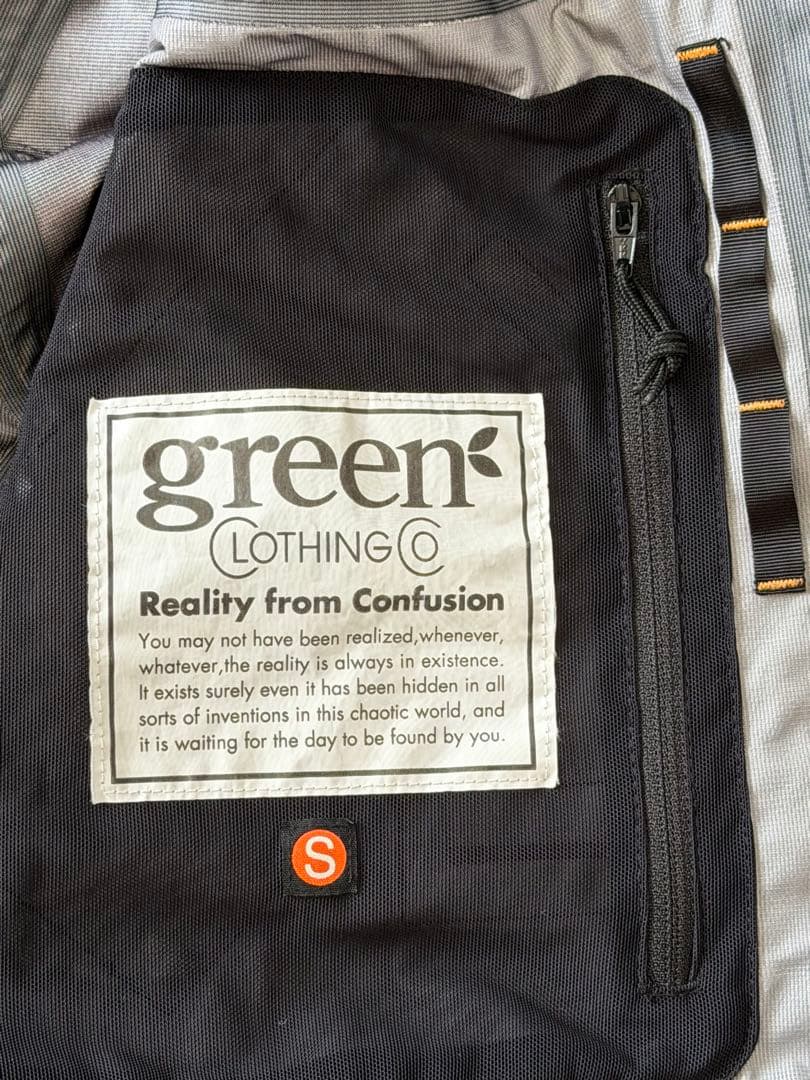 green
CLOTHING CO
Reality from Confusion
You may not have been realized,whenever,
whatever,the reality is always in existence.
It exists surely even it has been hidden in all
sorts of inventions in this chaotic world, and
it is waiting for the day to be found by you.
S